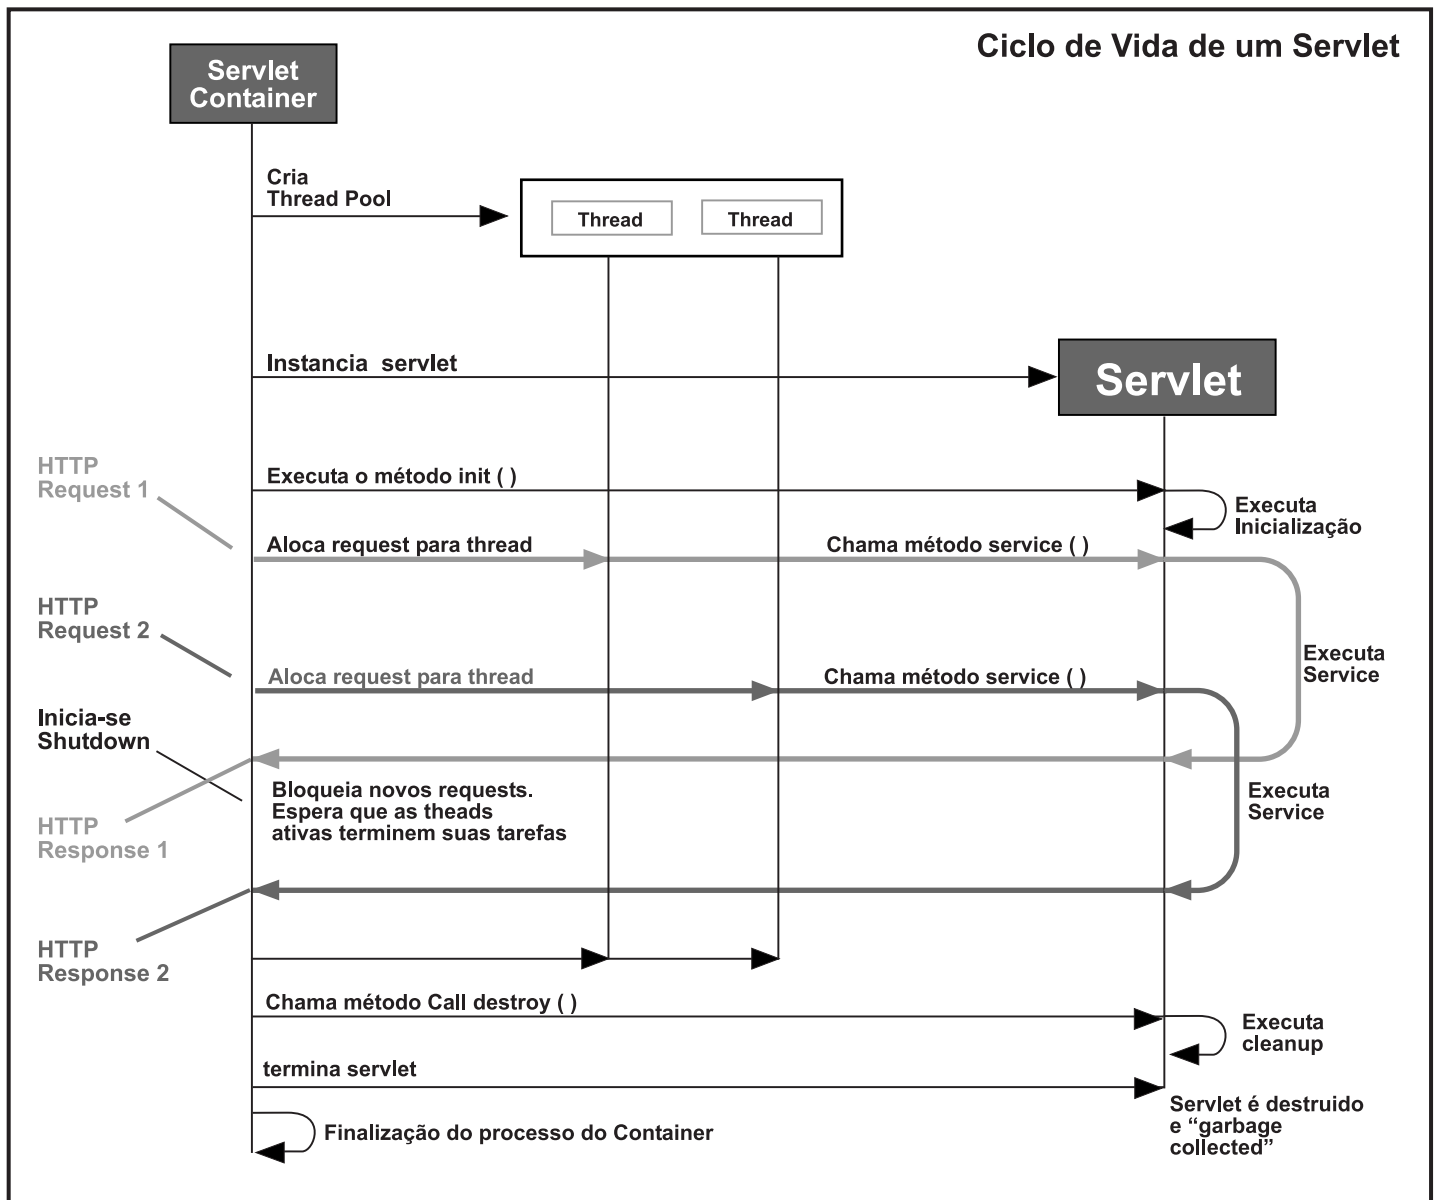 Ciclo de Vida de um Servlet
Servlet
Container
Cria
Thread Pool
Thread
Thread
Instancia servlet
Servlet
HTTP
Request 1
Executa o método init ( )
Executa
Inicialização
Aloca request para thread
Chama método service ( )
HTTP
Request 2
Executa
Service
Aloca request para thread
Chama método service ( )
Inicia-se
Shutdown
Bloqueia novos requests.
Espera que as theads
ativas terminem suas tarefas
Executa
Service
HTTP
Response 1
HTTP
Response 2
Chama método Call destroy ( )
Executa
cleanup
termina servlet
Servlet é destruido
e “garbage
collected”
Finalização do processo do Container